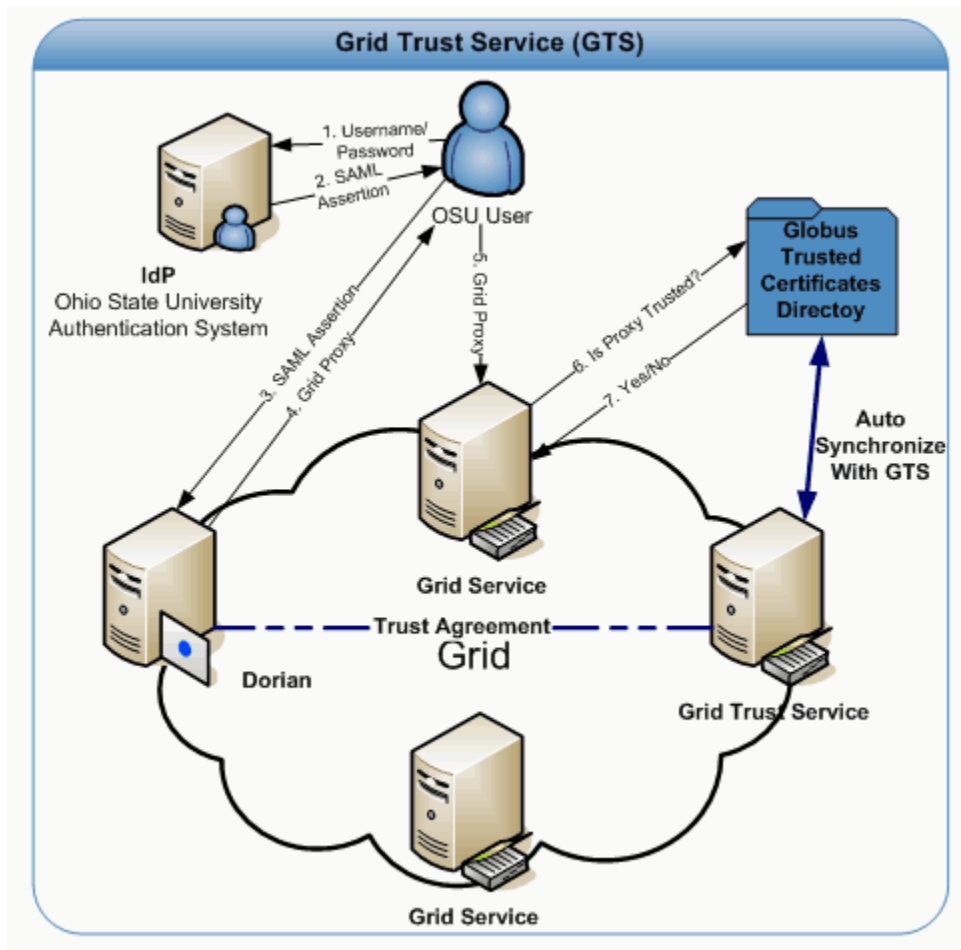 Grid Trust Service (GTS)
1. Username/
Password
2. SAML
Assertion
OSU User
IdP
Ohio State University
Authentication System
3. SAML Assertion
4. Grid Proxy
5. Grid Proxy
6. Is Proxy Trusted?
7. Yes/No
Globus
Trusted
Certificates
Directoy
Auto
Synchronize
With GTS
Grid Service
Trust Agreement
Grid
Dorian
Grid Trust Service
Grid Service